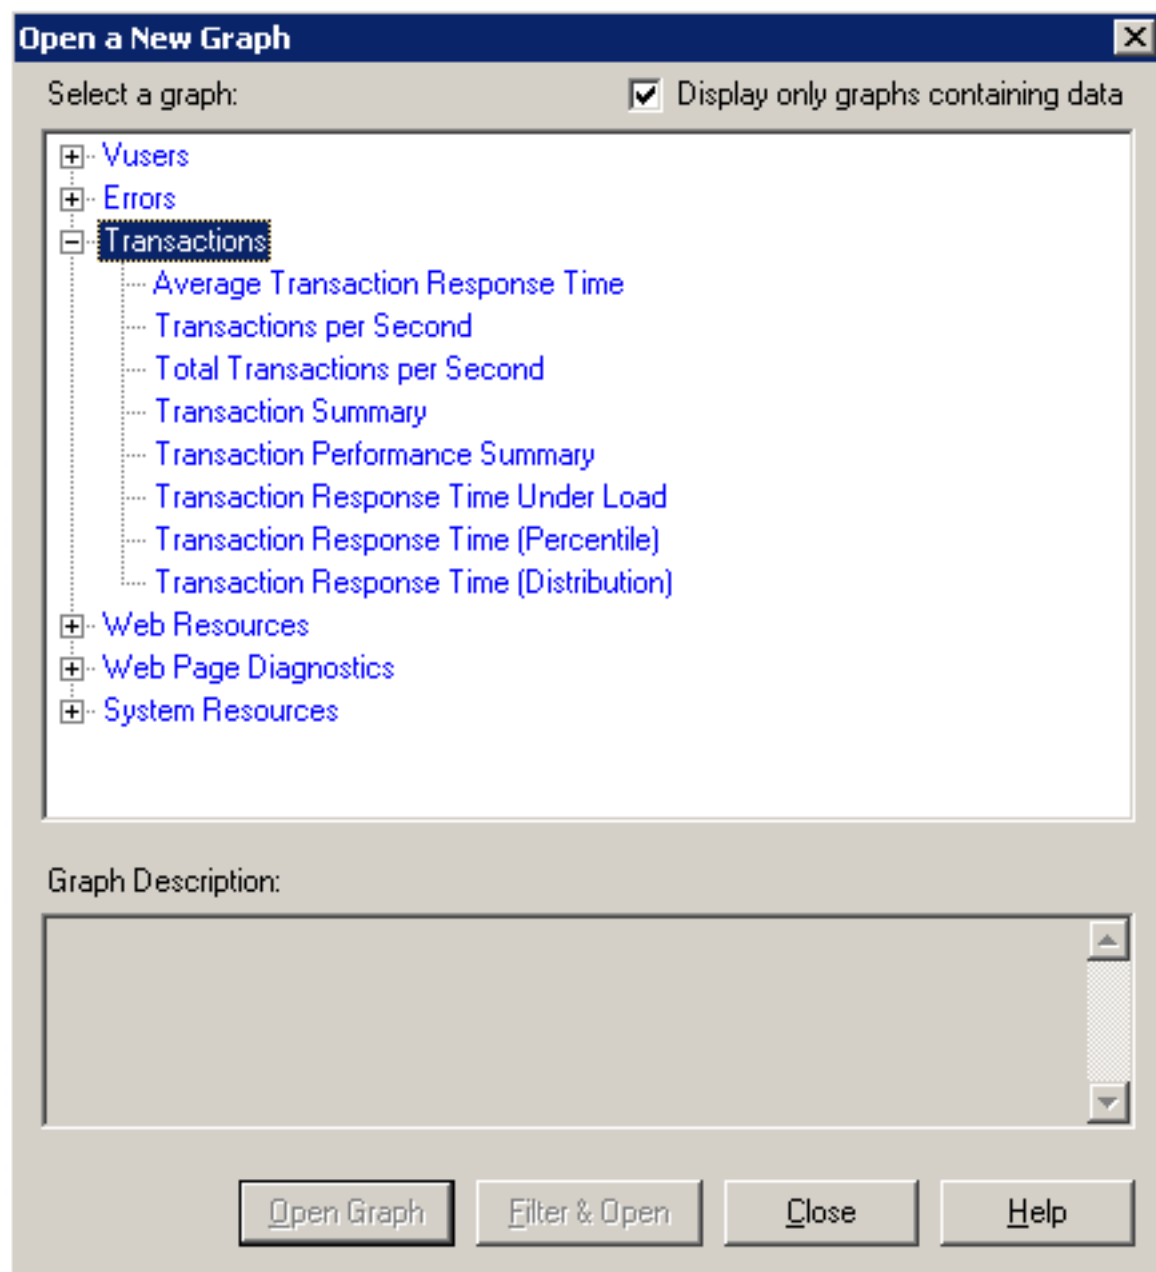 Open a New Graph
Select a graph: Display only graphs containing data
Vusers
Errors
Transactions
Average Transaction Response Time
Transactions per Second
Total Transactions per Second
Transaction Summary
Transaction Performance Summary
Transaction Response Time Under Load
Transaction Response Time (Percentile)
Transaction Response Time (Distribution)
Web Resources
Web Page Diagnostics
System Resources
Graph Description:
Open Graph Filter & Open Close Help